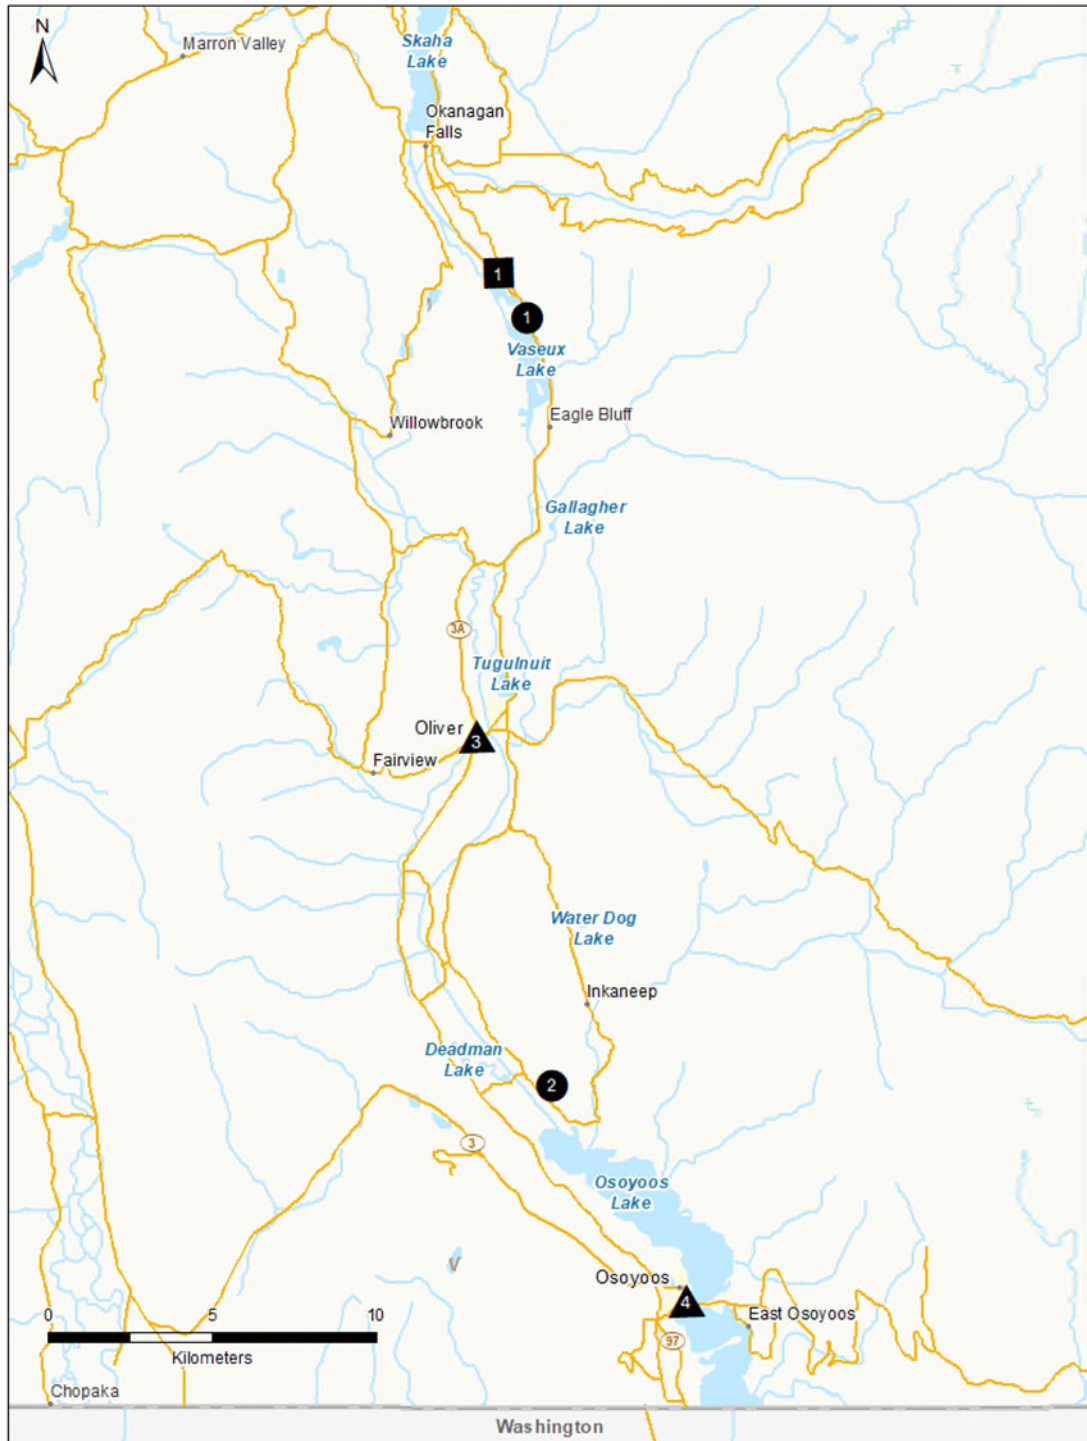 N
Marron Valley
Skaha
Lake
Okanagan
Falls
1
1
Vaseux
Lake
Eagle Bluff
Willowbrook
Gallagher
Lake
3A
Tugulnuit
Lake
Oliver
3
Fairview
Water Dog
Lake
Inkaneep
Deadman
Lake
2
3
Osoyoos
Lake
Osoyoos
4
East Osoyoos
97
0 5 10
Kilometers
Chopaka
Washington